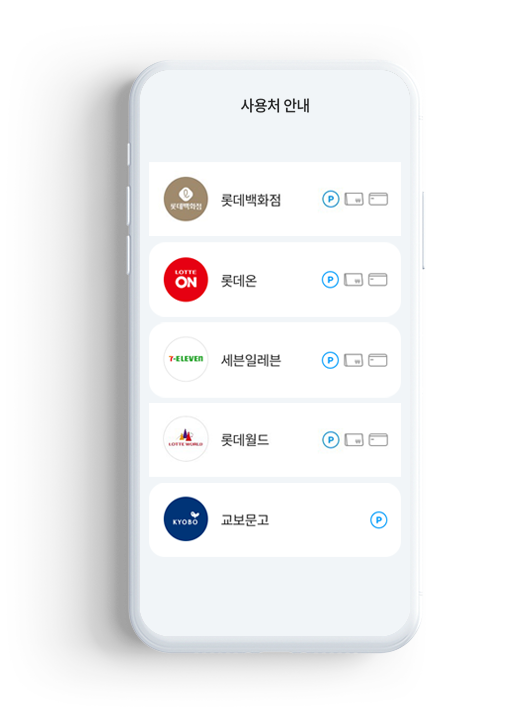 사용처 안내
롯데백화점
롯데백화점
P
LOTTE
ON
롯데온
P
7-ELEVEn
세븐일레븐
P
LOTTE WORLD
롯데월드
P
KYOBO
교보문고
P